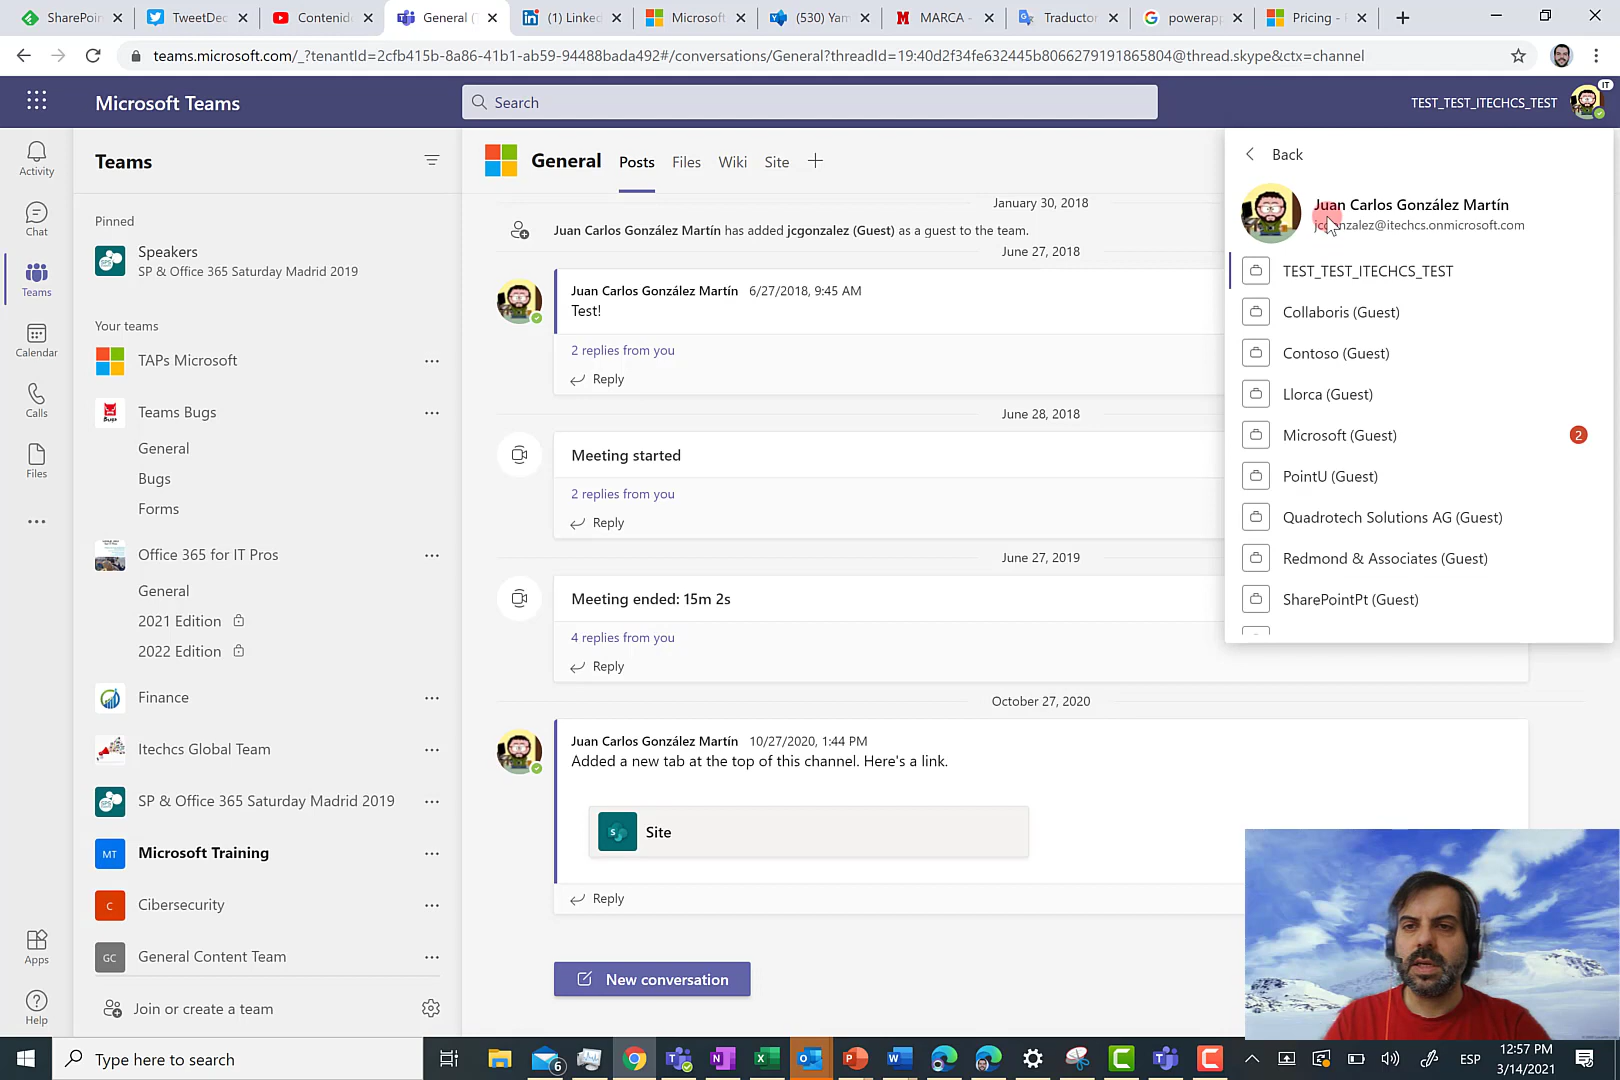 SharePoi
TweetDec
Contenid
General (
(1) Linked
Microsoft
(530) Yam
MARCA -
Traductor
powerapp
Pricing -
teams.microsoft.com/_?tenantId=2cfb415b-8a86-41b1-ab59-94488bada492#/conversations/General?threadId=19:40d2f34fe632445b8066279191865804@thread.skype&ctx=channel
Microsoft Teams
Search
TEST_TEST_ITECHCS_TEST
IT
Activity
Chat
Teams
Calendar
Calls
Files
Apps
Help
Teams
Pinned
Speakers
SP & Office 365 Saturday Madrid 2019
Your teams
TAPs Microsoft
Teams Bugs
General
Bugs
Forms
Office 365 for IT Pros
General
2021 Edition
2022 Edition
Finance
Itechcs Global Team
SP & Office 365 Saturday Madrid 2019
MT
Microsoft Training
C
Cibersecurity
GC
General Content Team
Join or create a team
General
Posts
Files
Wiki
Site
January 30, 2018
Juan Carlos González Martín has added jcgonzalez (Guest) as a guest to the team.
June 27, 2018
Juan Carlos González Martín 6/27/2018, 9:45 AM
Test!
2 replies from you
Reply
June 28, 2018
Meeting started
2 replies from you
Reply
June 27, 2019
Meeting ended: 15m 2s
4 replies from you
Reply
October 27, 2020
Juan Carlos González Martín 10/27/2020, 1:44 PM
Added a new tab at the top of this channel. Here's a link.
Site
Reply
New conversation
Back
Juan Carlos González Martín
jcgonzalez@itechcs.onmicrosoft.com
TEST_TEST_ITECHCS_TEST
Collaboris (Guest)
Contoso (Guest)
Llorca (Guest)
Microsoft (Guest)
2
PointU (Guest)
Quadrotech Solutions AG (Guest)
Redmond & Associates (Guest)
SharePointPt (Guest)
Type here to search
6
ESP
12:57 PM
3/14/2021